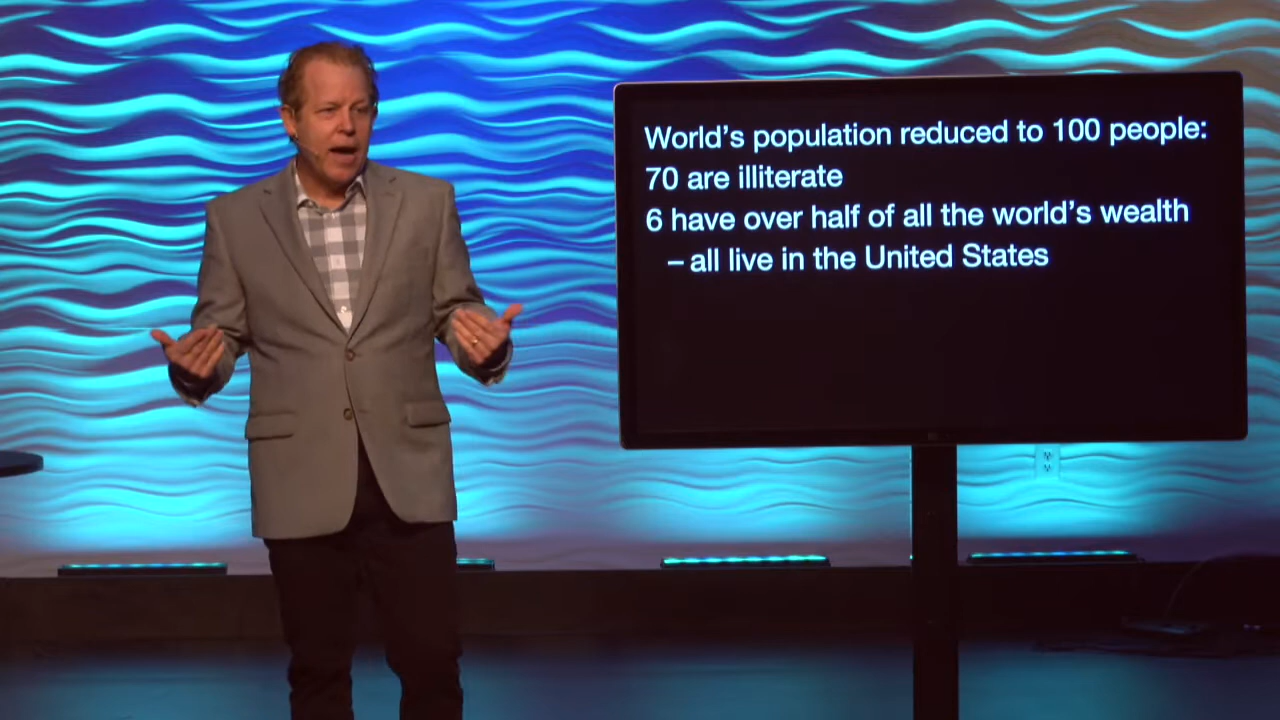 World's population reduced to 100 people:
70 are illiterate
6 have over half of all the world's wealth
– all live in the United States